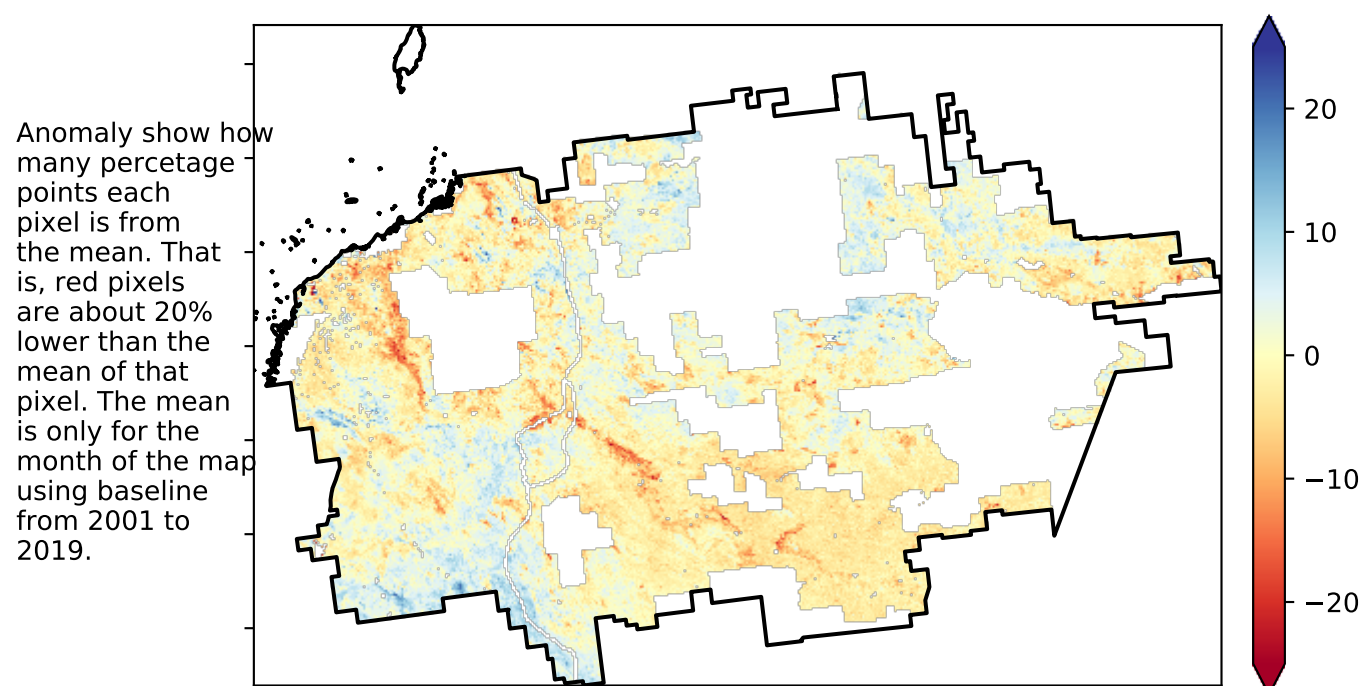 Anomaly show how
many percetage
points each
pixel is from
the mean. That
is, red pixels
are about 20%
lower than the
mean of that
pixel. The mean
is only for the
month of the map
using baseline
from 2001 to
2019.
20
10
0
−10
−20